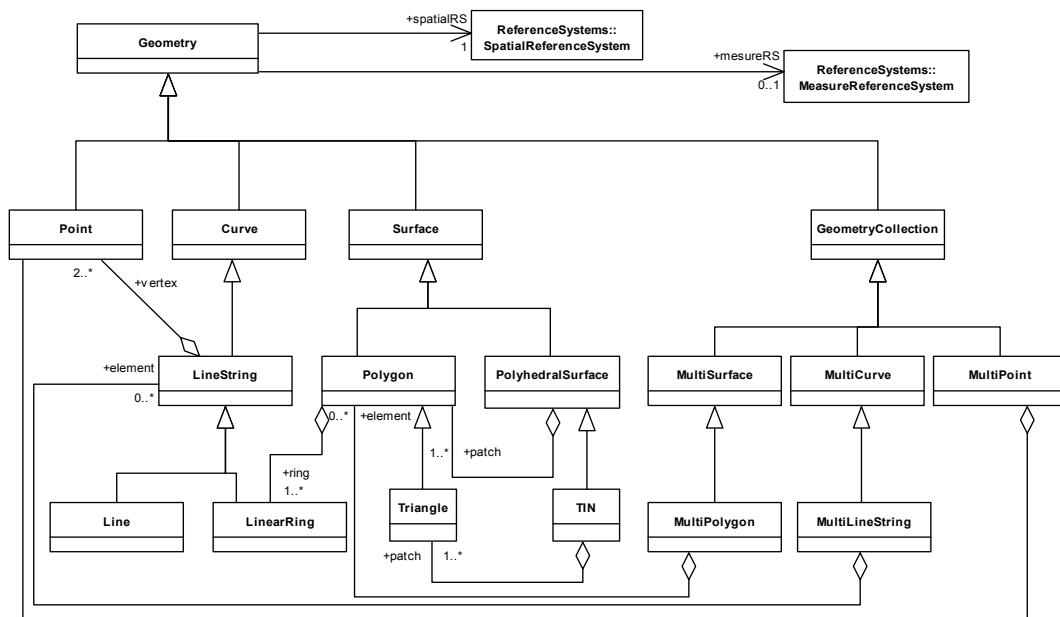 +spatialRS
1
ReferenceSystems::
SpatialReferenceSystem
Geometry
+mesureRS
0..1
ReferenceSystems::
MeasureReferenceSystem
Point
Curve
Surface
GeometryCollection
2..*
+vertex
+element
0..*
LineString
Polygon
PolyhedralSurface
MultiSurface
MultiCurve
MultiPoint
0..*
+element
1..*
+patch
+ring
1..*
Line
LinearRing
Triangle
TIN
MultiPolygon
MultiLineString
+patch
1..*